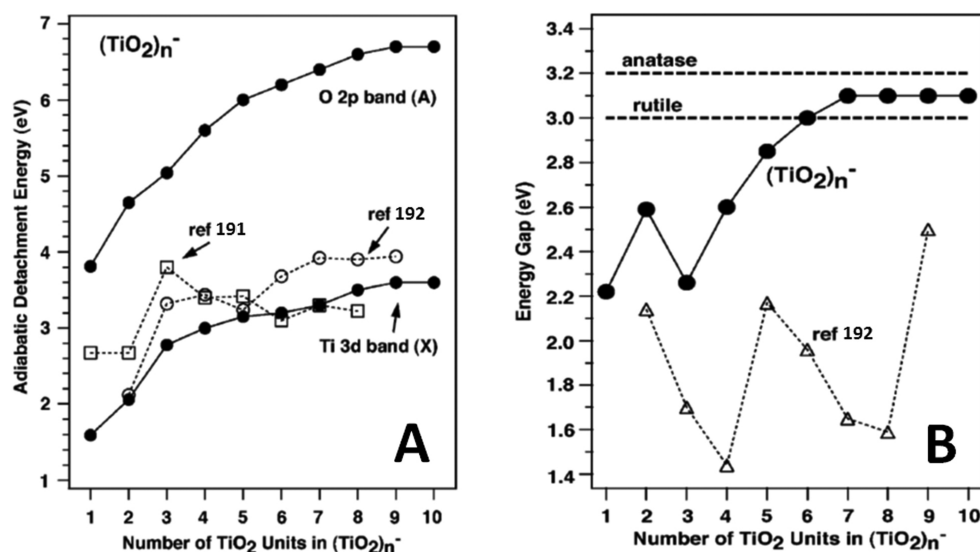 (TiO2)n-
O 2p band (A)
ref 191
ref 192
Ti 3d band (X)
A
Adiabatic Detachment Energy (eV)
7
6
5
4
3
2
1
1 2 3 4 5 6 7 8 9 10
Number of TiO2 Units in (TiO2)n-
anatase
rutile
(TiO2)n-
ref 192
B
Energy Gap (eV)
3.4
3.2
3.0
2.6
2.4
2.2
2.0
1.8
1.6
1.4
1 2 3 4 5 6 7 8 9 10
Number of TiO2 Units in (TiO2)n-